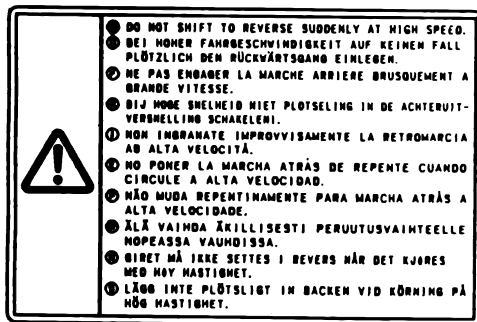 DO NOT SHIFT TO REVERSE SUDDENLY AT HIGH SPEED.
BEI HOHER FAHRGESCHWINDIGKEIT AUF KEINEN FALL
PLÖTZLICH DEN RÜCKWÄRTSGANG EINLEGEN.
NE PAS ENGAGER LA MARCHE ARRIERE BRUSQUEMENT A
GRANDE VITESSE.
BIJ HOGE SNELHEID NIET PLOTSELING IN DE ACHTERUIT-
VERSNELLING SCHAKELEN!
NON INGRANATE IMPROVVISAMENTE LA RETROMARCIA
AD ALTA VELOCITÀ.
NO PONER LA MARCHA ATRÁS DE REPENTE CUANDO
CIRCULE A ALTA VELOCIDAD.
NÃO MUDA REPENTINAMENTE PARA MARCHA ATRÁS A
ALTA VELOCIDADE.
ÄLÄ VAIHDA ÄKILLISESTI PERUUTUSVAIHTEELLE
NOPEASSA VAUHDISSA.
GIRET MÅ IKKE SETTES I REVERS NÅR DET KJØRES
MED HØY HASTIGHET.
LÄGG INTE PLÖTSLIGT IN BACKEN VID KÖRNING PÅ
HÖG HASTIGHET.